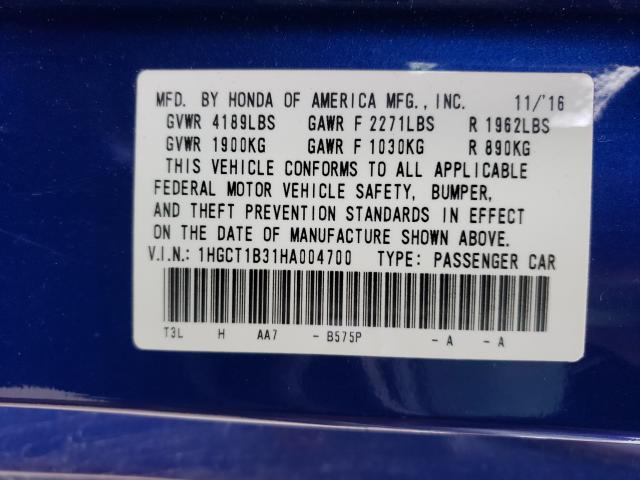 MFD. BY HONDA OF AMERICA MFG., INC. 11/'16
GVWR 4189LBS GAWR F 2271LBS R 1962LBS
GVWR 1900KG GAWR F 1030KG R 890KG
THIS VEHICLE CONFORMS TO ALL APPLICABLE
FEDERAL MOTOR VEHICLE SAFETY, BUMPER,
AND THEFT PREVENTION STANDARDS IN EFFECT
ON THE DATE OF MANUFACTURE SHOWN ABOVE.
V.I.N.: 1HGCT1B31HA004700 TYPE: PASSENGER CAR
T3L H AA7 - B575P - A - A